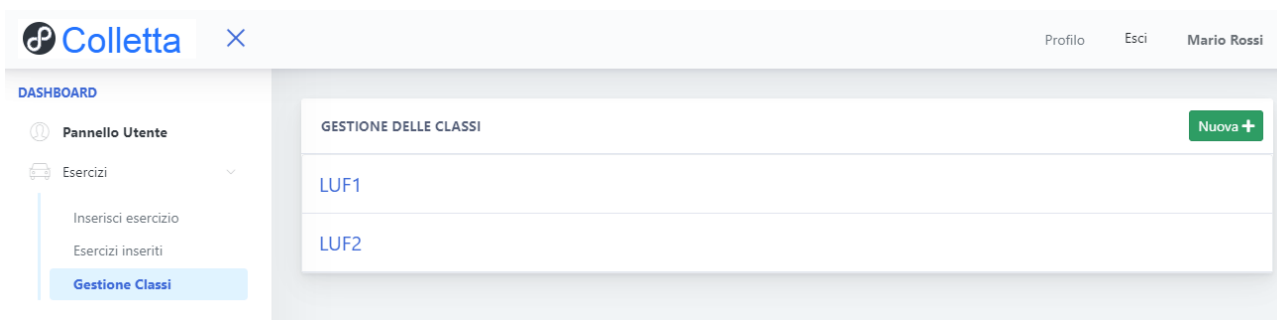 Colletta
Profilo Esci Mario Rossi
DASHBOARD
Pannello Utente
Esercizi
Inserisci esercizio
Esercizi inseriti
Gestione Classi
GESTIONE DELLE CLASSI
Nuova +
LUF1
LUF2